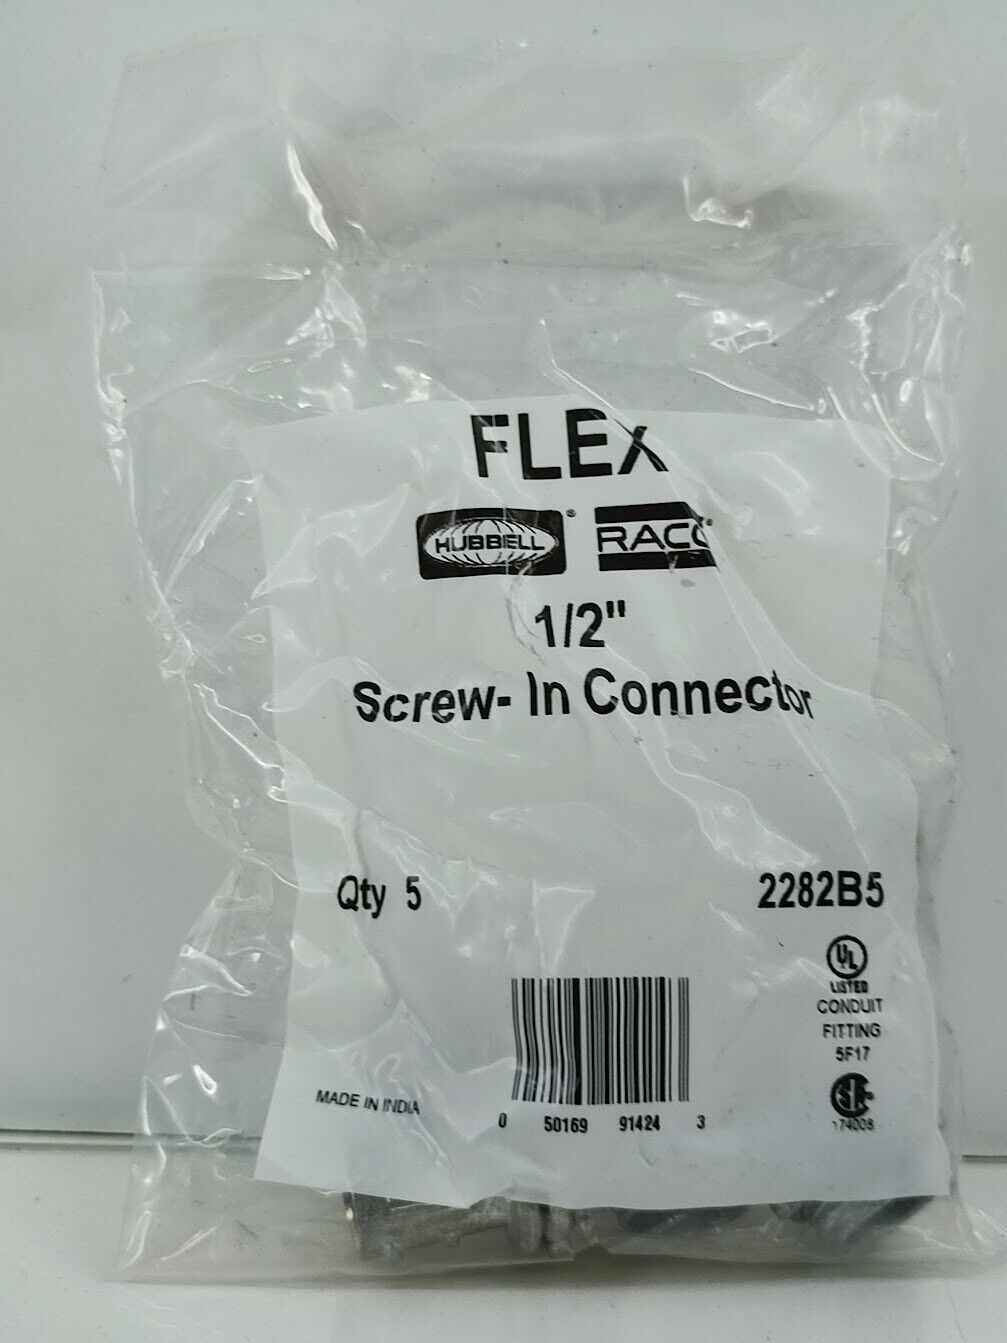 FLEX
HUBBELL® RACO®
1/2"
Screw- In Connector
Qty 5
2282B5
UL
LISTED
CONDUIT
FITTING
5F17
MADE IN INDIA
0 50169 91424 3
174008